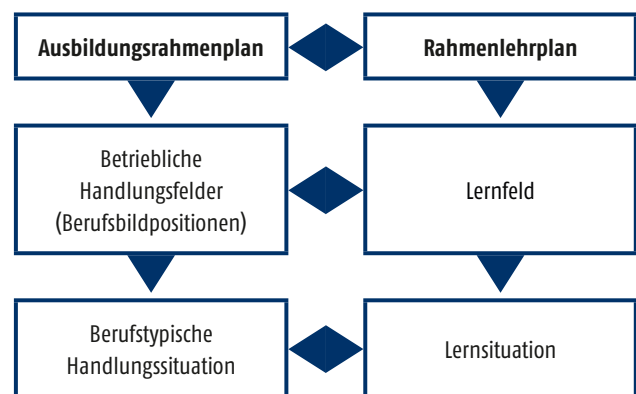 Ausbildungsrahmenplan
Rahmenlehrplan
Betriebliche
Handlungsfelder
(Berufsbildpositionen)
Lernfeld
Berufstypische
Handlungssituation
Lernsituation